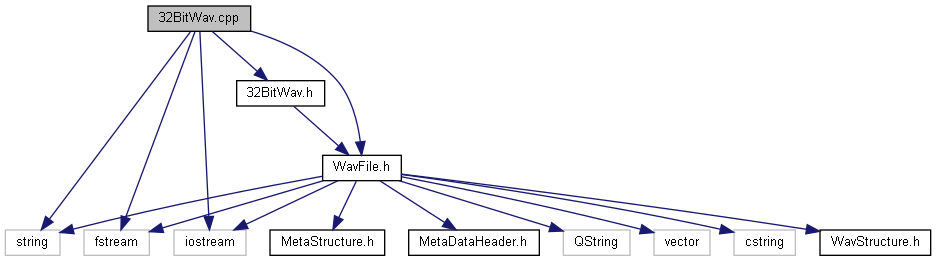 32BitWav.cpp
32BitWav.h
WavFile.h
string
fstream
iostream
MetaStructure.h
MetaDataHeader.h
QString
vector
cstring
WavStructure.h